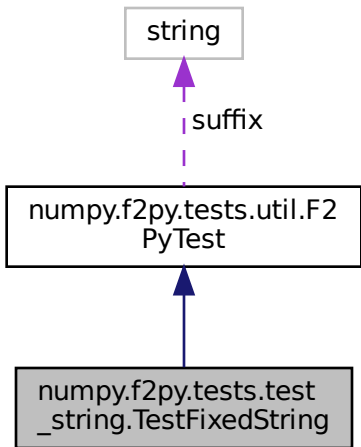 string
suffix
numpy.f2py.tests.util.F2
PyTest
numpy.f2py.tests.test
_string.TestFixedString